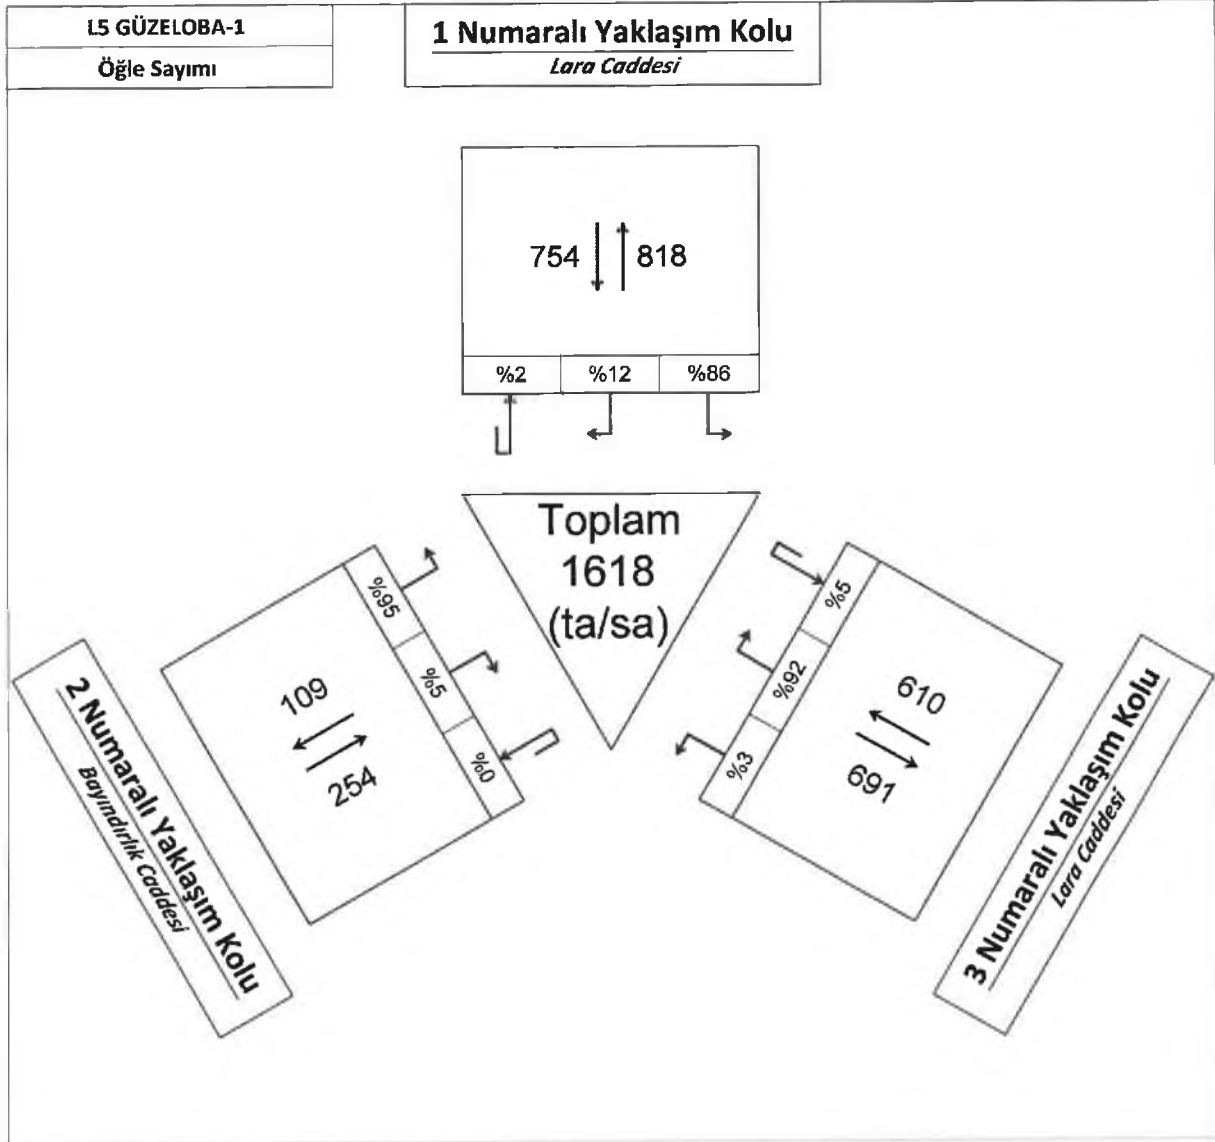 L5 GÜZELOBA-1
Öğle Sayımı
1 Numaralı Yaklaşım Kolu
Lara Caddesi
754
818
%2
%12
%86
Toplam
1618
(ta/sa)
%95
%5
%0
109
254
2 Numaralı Yaklaşım Kolu
Bayındırlık Caddesi
%5
%92
%3
610
691
3 Numaralı Yaklaşım Kolu
Lara Caddesi